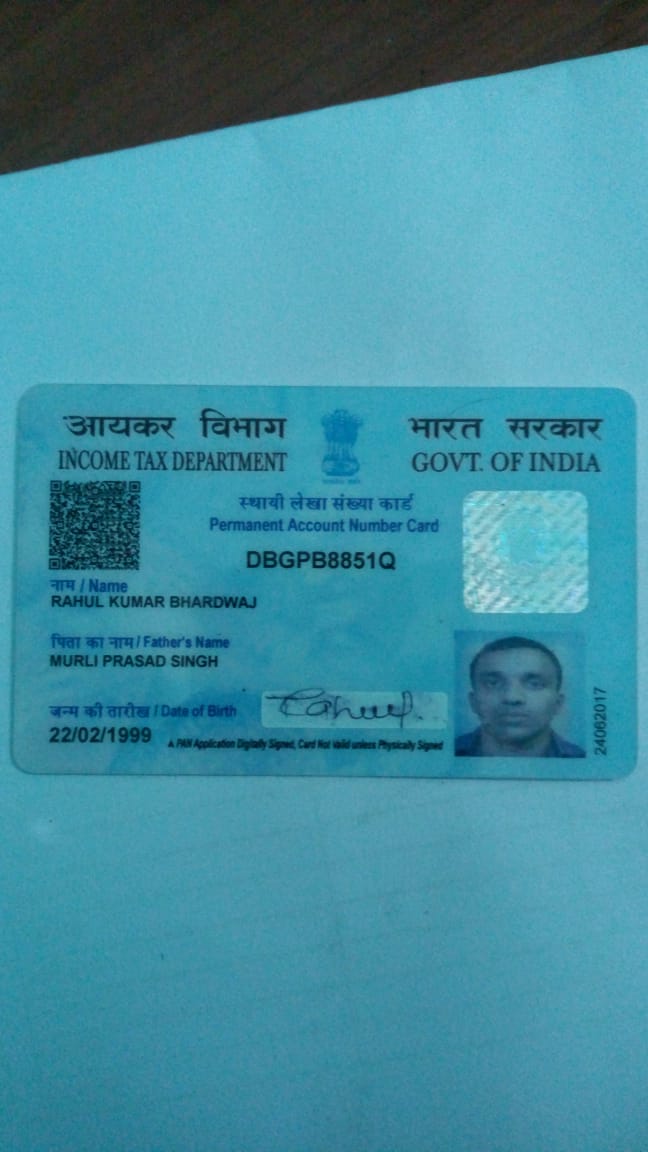 आयकर विभाग
INCOME TAX DEPARTMENT
भारत सरकार
GOVT. OF INDIA
स्थायी लेखा संख्या कार्ड
Permanent Account Number Card
DBGPB8851Q
नाम / Name
RAHUL KUMAR BHARDWAJ
पिता का नाम / Father's Name
MURLI PRASAD SINGH
जन्म की तारीख / Date of Birth
22/02/1999
Rahul
A PAN Application Digitally Signed, Card Not Valid unless Physically Signed
24062017